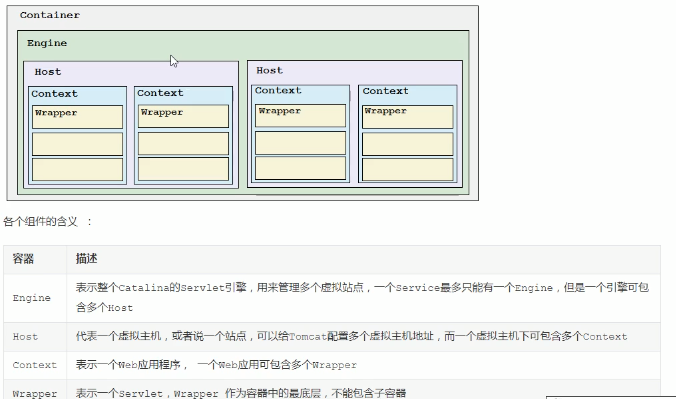 Container
Engine
Host
Host
Context
Context
Context
Context
Wrapper
Wrapper
Wrapper
Wrapper
各个组件的含义 ：
容器 描述
Engine 表示整个Catalina的Servlet引擎，用来管理多个虚拟站点，一个Service最多只能有一个Engine，但是一个引擎可包
含多个Host
Host 代表一个虚拟主机，或者说一个站点，可以给Tomcat配置多个虚拟主机地址，而一个虚拟主机下可包含多个Context
Context 表示一个Web应用程序， 一个Web应用可包含多个Wrapper
Wrapper 表示一个Servlet，Wrapper 作为容器中的最底层，不能包含子容器